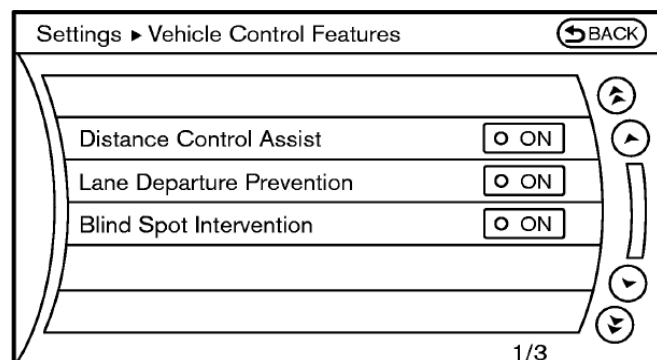 Settings ▸ Vehicle Control Features BACK
Distance Control Assist ON
Lane Departure Prevention ON
Blind Spot Intervention ON
1/3